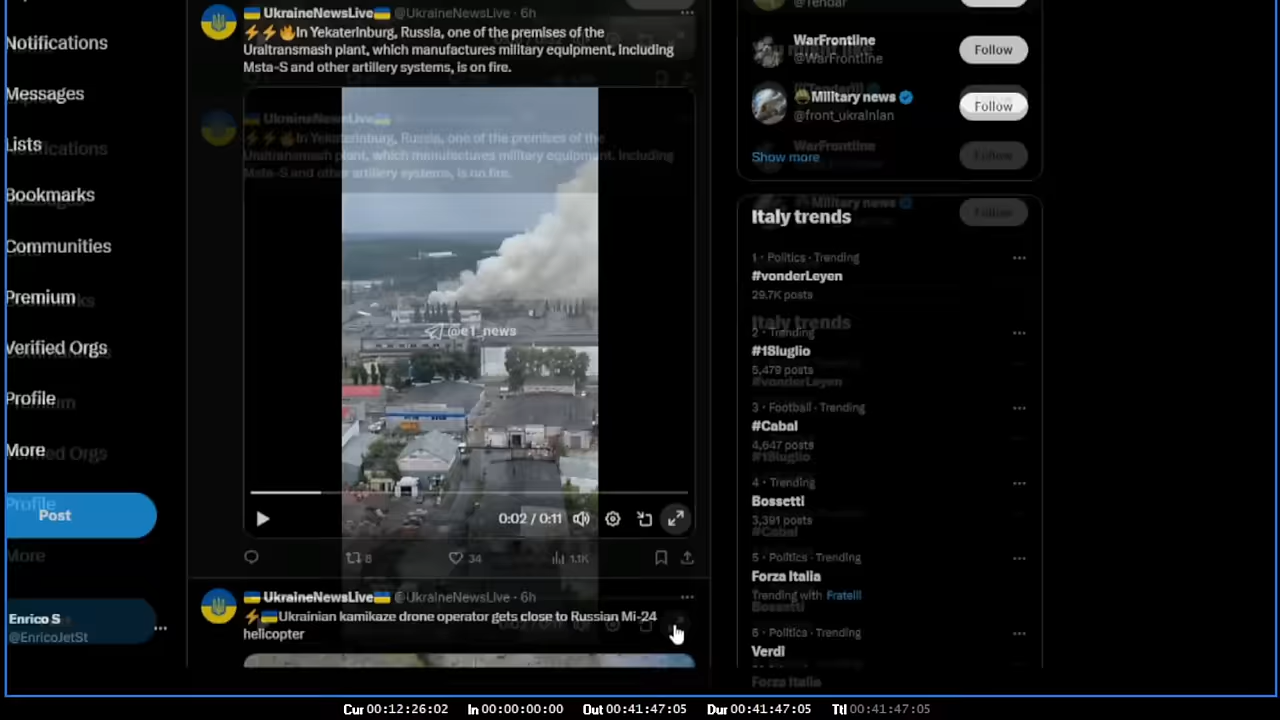 Notifications
Messages
Lists
Bookmarks
Communities
Premium
Verified Orgs
Profile
More
Post
Enrico S
@EnricoJetSt
UkraineNewsLive @UkraineNewsLive · 6h
In Yekaterinburg, Russia, one of the premises of the
Uraltransmash plant, which manufactures military equipment, including
Msta-S and other artillery systems, is on fire.
@e1_news
0:02 / 0:11
8
34
1.1K
UkraineNewsLive @UkraineNewsLive · 6h
Ukrainian kamikaze drone operator gets close to Russian Mi-24
helicopter
@Tendar
WarFrontline
@WarFrontline
Follow
Military news
@front_ukrainian
Follow
Show more
Italy trends
1 · Politics · Trending
#vonderLeyen
29.7K posts
2 · Trending
#18luglio
5,479 posts
3 · Football · Trending
#Cabal
4,647 posts
4 · Trending
Bossetti
3,391 posts
5 · Politics · Trending
Forza Italia
Trending with Fratelli
6 · Politics · Trending
Verdi
Cur 00:12:26:02 In 00:00:00:00 Out 00:41:47:05 Dur 00:41:47:05 Ttl 00:41:47:05